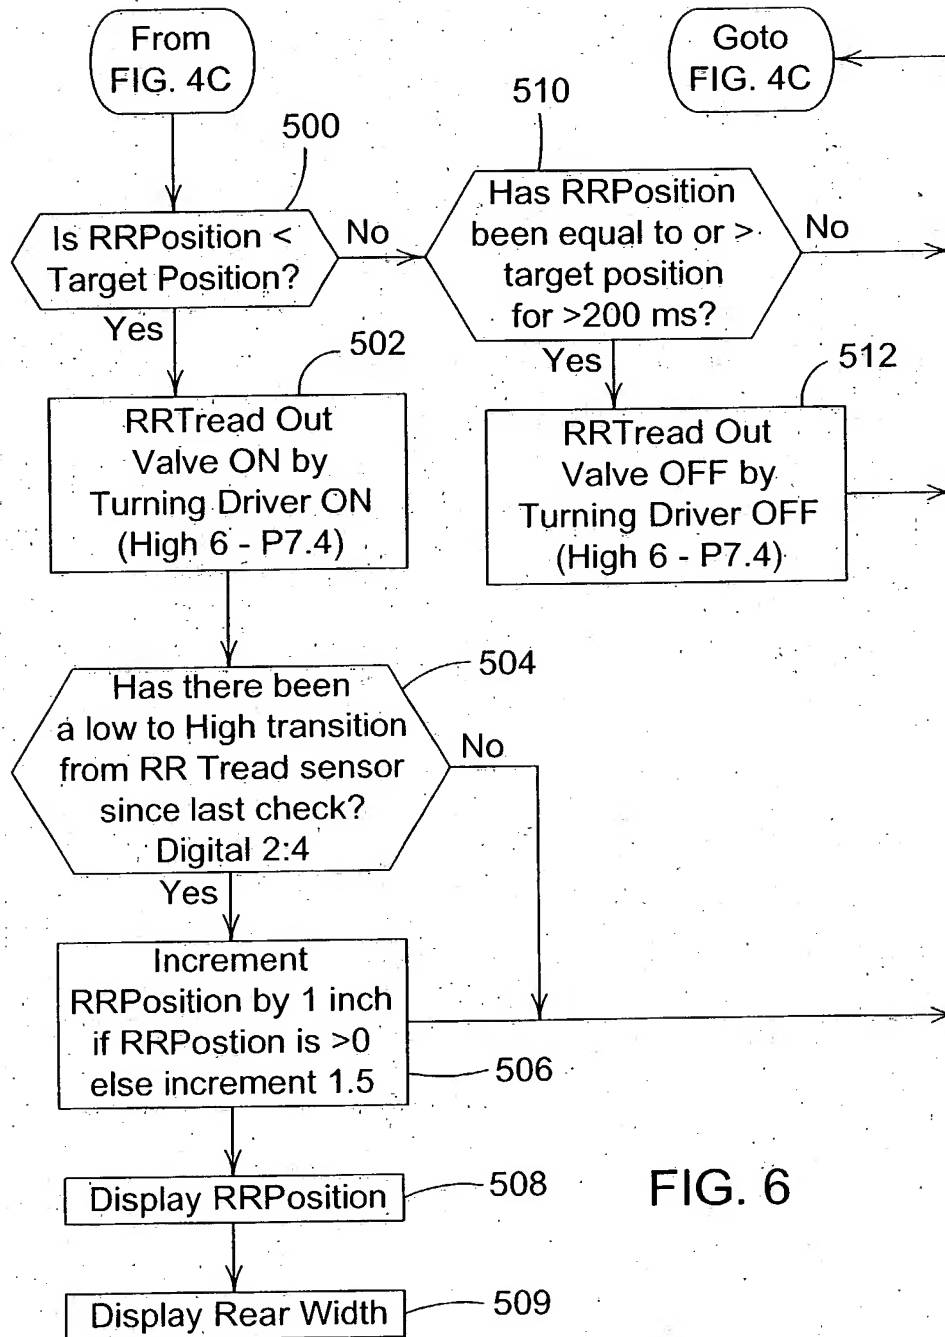 From
FIG. 4C
Goto
FIG. 4C
500
510
Is RRPosition <
Target Position?
No
Has RRPosition
been equal to or >
target position
for >200 ms?
No
Yes
502
Yes
512
RRTread Out
Valve ON by
Turning Driver ON
(High 6 - P7.4)
RRTread Out
Valve OFF by
Turning Driver OFF
(High 6 - P7.4)
504
Has there been
a low to High transition
from RR Tread sensor
since last check?
Digital 2:4
No
Yes
Increment
RRPosition by 1 inch
if RRPostion is >0
else increment 1.5
506
Display RRPosition
508
Display Rear Width
509
FIG. 6